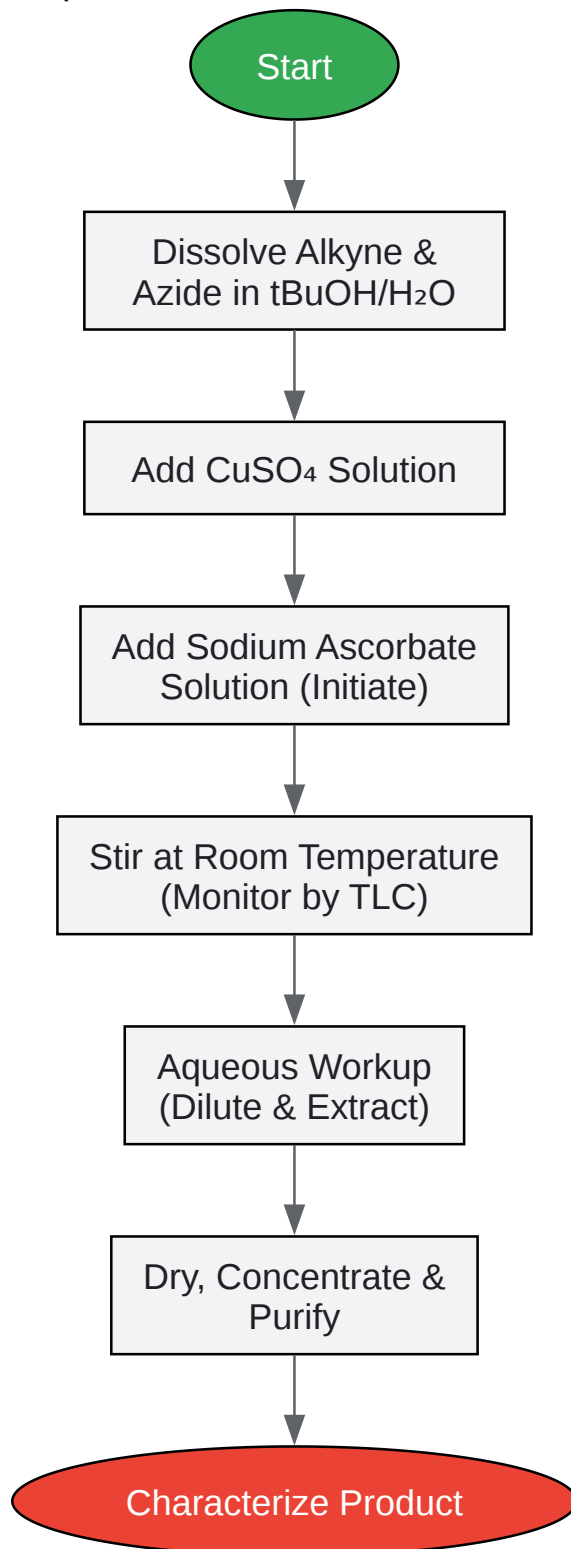 Start
Dissolve Alkyne &
Azide in tBuOH/H₂O
Add CuSO₄ Solution
Add Sodium Ascorbate
Solution (Initiate)
Stir at Room Temperature
(Monitor by TLC)
Aqueous Workup
(Dilute & Extract)
Dry, Concentrate &
Purify
Characterize Product